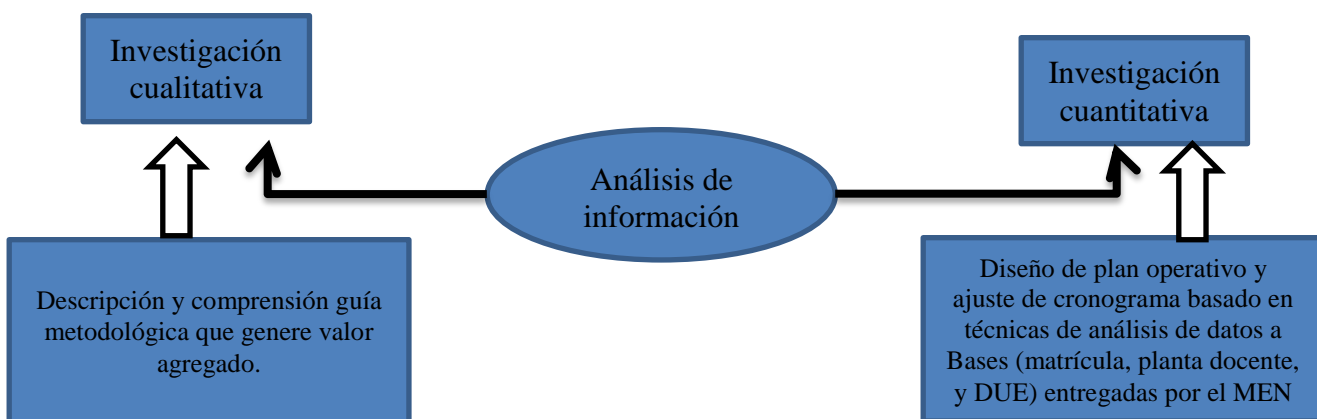 Investigación
cualitativa
Investigación
cuantitativa
Análisis de
información
Descripción y comprensión guía
metodológica que genere valor
agregado.
Diseño de plan operativo y
ajuste de cronograma basado en
técnicas de análisis de datos a
Bases (matrícula, planta docente,
y DUE) entregadas por el MEN